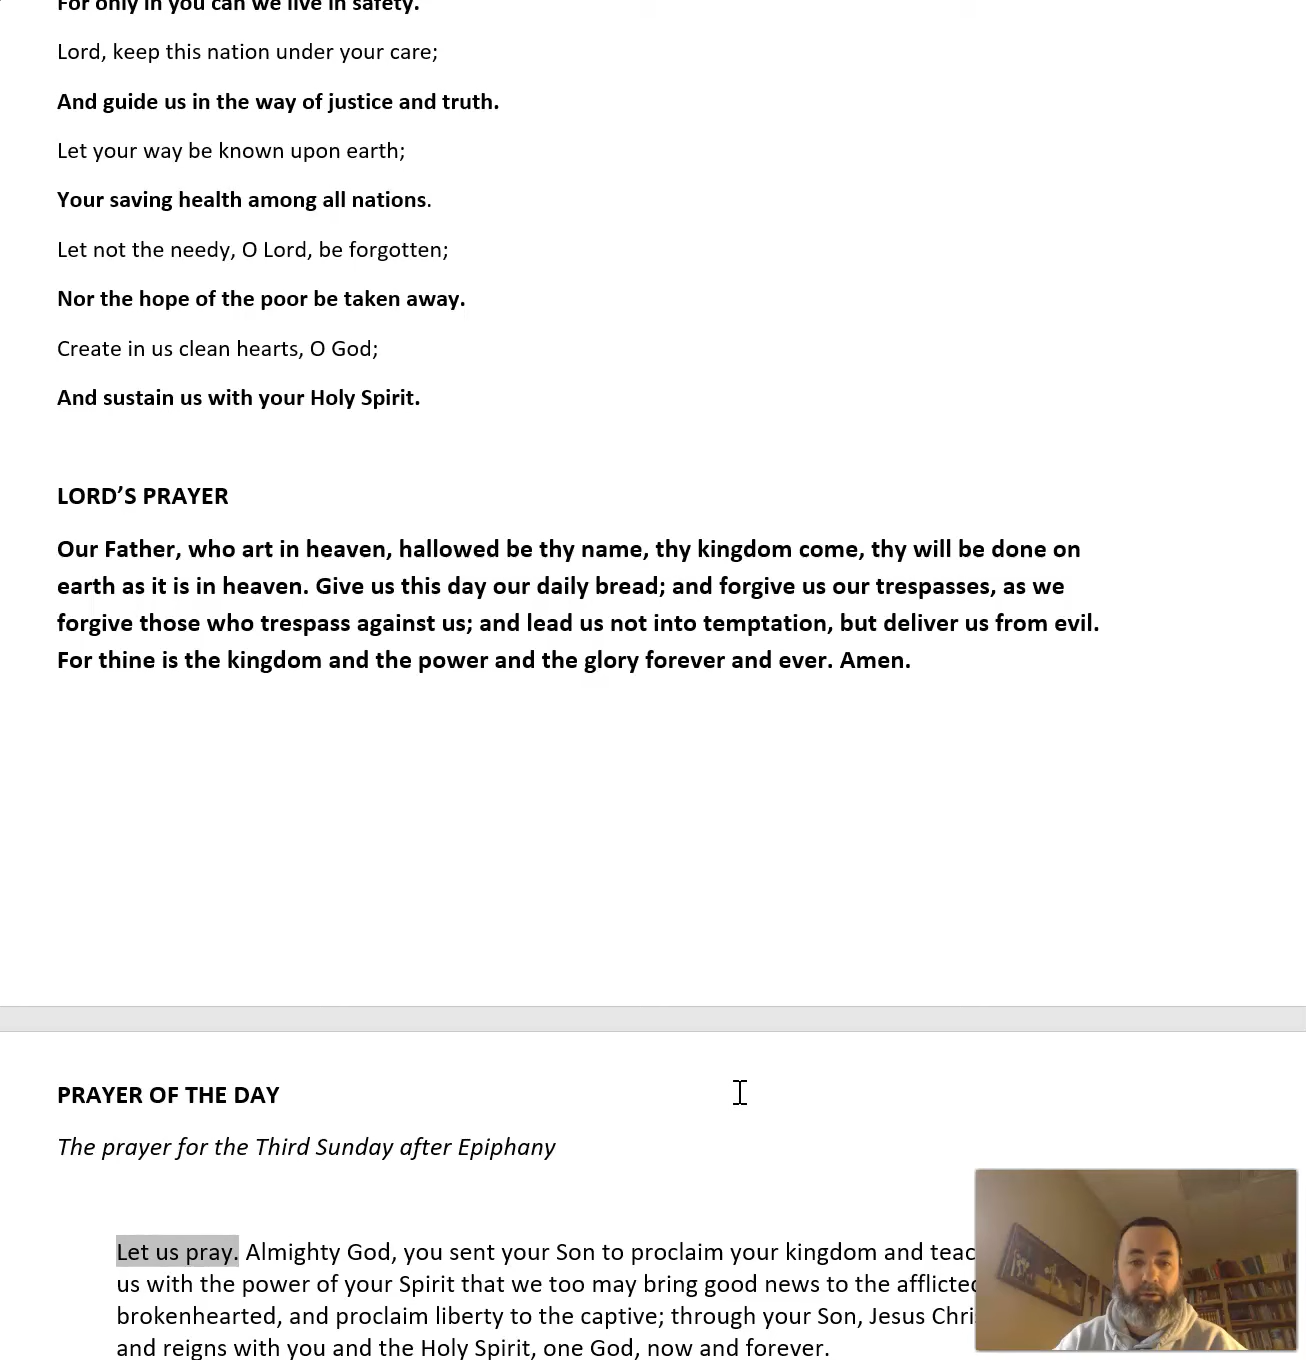 For only in you can we live in safety.
Lord, keep this nation under your care;
And guide us in the way of justice and truth.
Let your way be known upon earth;
Your saving health among all nations.
Let not the needy, O Lord, be forgotten;
Nor the hope of the poor be taken away.
Create in us clean hearts, O God;
And sustain us with your Holy Spirit.
LORD’S PRAYER
Our Father, who art in heaven, hallowed be thy name, thy kingdom come, thy will be done on
earth as it is in heaven. Give us this day our daily bread; and forgive us our trespasses, as we
forgive those who trespass against us; and lead us not into temptation, but deliver us from evil.
For thine is the kingdom and the power and the glory forever and ever. Amen.
PRAYER OF THE DAY
The prayer for the Third Sunday after Epiphany
Let us pray. Almighty God, you sent your Son to proclaim your kingdom and teac
us with the power of your Spirit that we too may bring good news to the afflicted
brokenhearted, and proclaim liberty to the captive; through your Son, Jesus Chri
and reigns with you and the Holy Spirit, one God, now and forever.